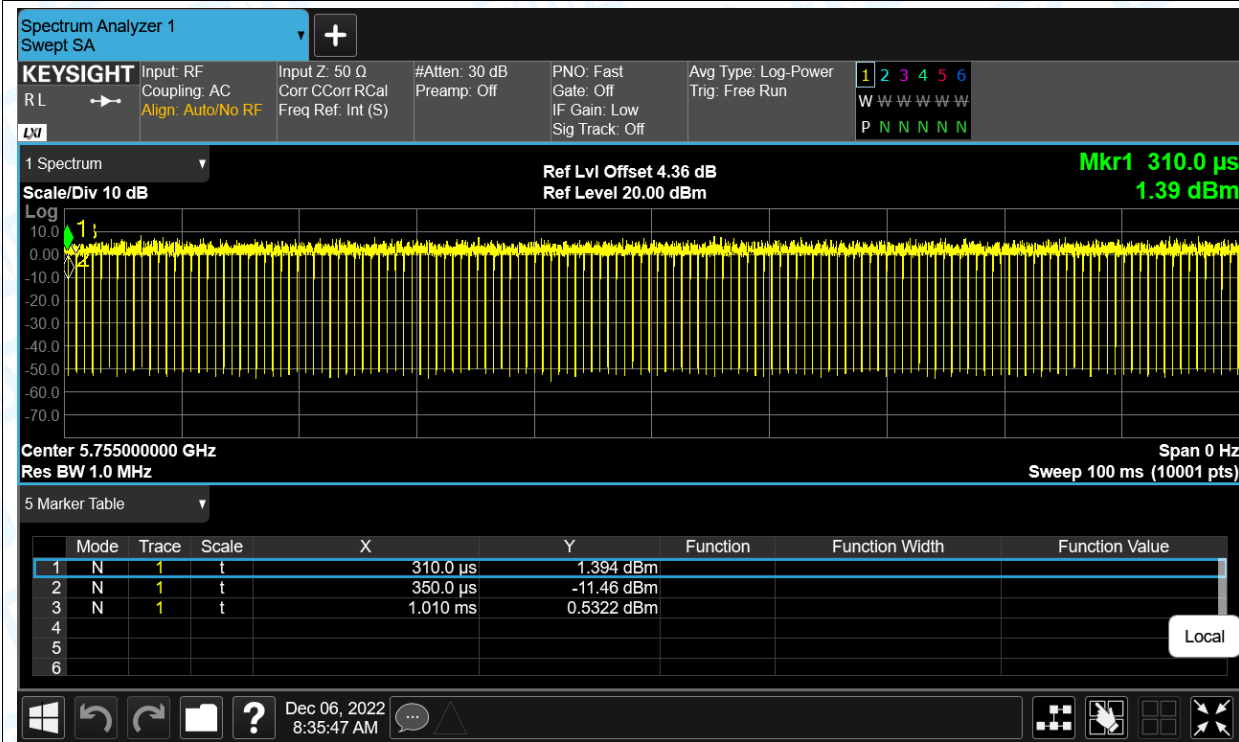 Spectrum Analyzer 1
Swept SA
+
KEYSIGHT
R L
LXI
Input: RF
Coupling: AC
Align: Auto/No RF
Input Z: 50 Ω
Corr CCorr RCal
Freq Ref: Int (S)
#Atten: 30 dB
Preamp: Off
PNO: Fast
Gate: Off
IF Gain: Low
Sig Track: Off
Avg Type: Log-Power
Trig: Free Run
1 2 3 4 5 6
W W W W W W
P N N N N N
1 Spectrum
Scale/Div 10 dB
Ref Lvl Offset 4.36 dB
Ref Level 20.00 dBm
Mkr1 310.0 µs
1.39 dBm
Log
10.0
0.00
-10.0
-20.0
-30.0
-40.0
-50.0
-60.0
-70.0
1
2
Center 5.755000000 GHz
Res BW 1.0 MHz
Span 0 Hz
Sweep 100 ms (10001 pts)
5 Marker Table
Mode Trace Scale X Y Function Function Width Function Value
1 N 1 t 310.0 µs 1.394 dBm
2 N 1 t 350.0 µs -11.46 dBm
3 N 1 t 1.010 ms 0.5322 dBm
4
5
6
Local
?
Dec 06, 2022
8:35:47 AM